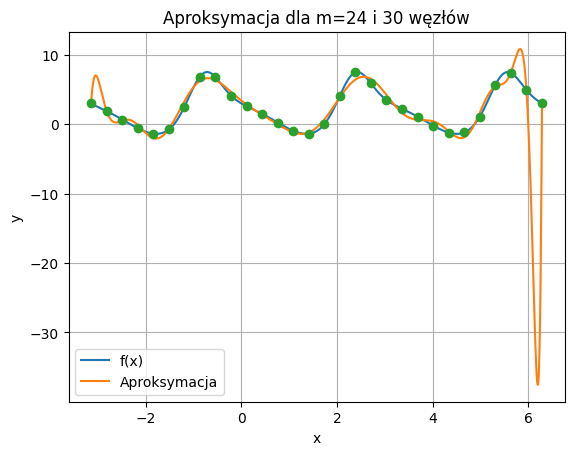 Aproksymacja dla m=24 i 30 węzłów
10
0
−10
−20
−30
y
f(x)
Aproksymacja
−2
0
2
4
6
x